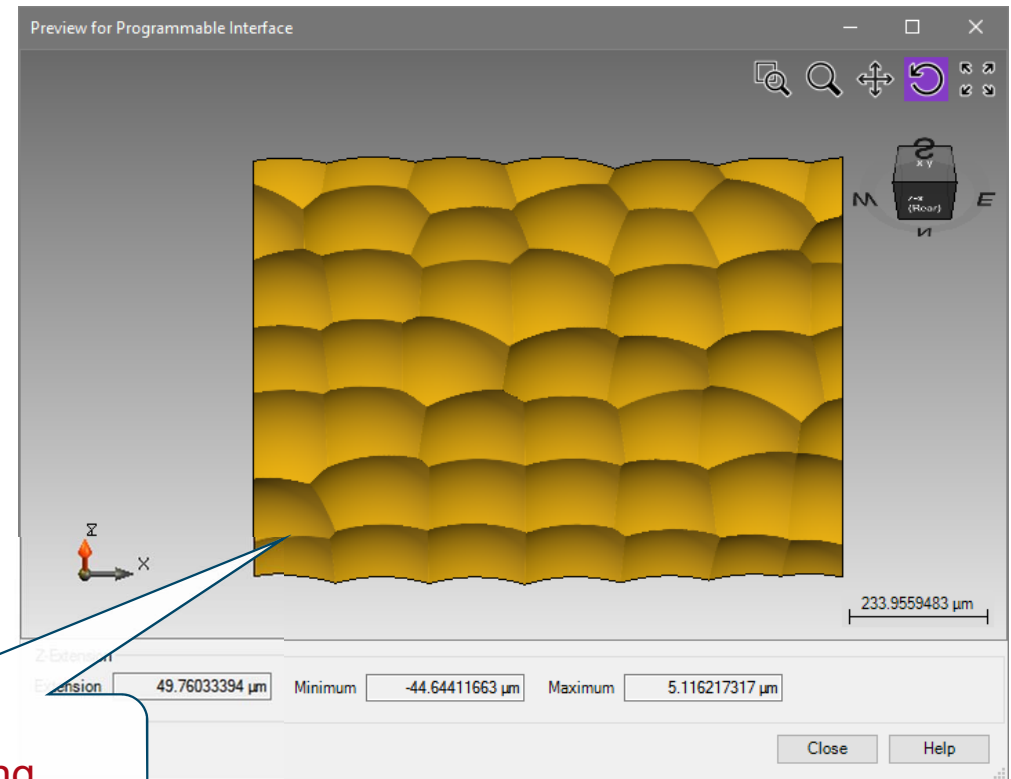 Preview for Programmable Interface
S
x y
W
z-x
(Rear)
E
N
Z
X
233.9559483 µm
Z-Extension
Extension 49.76033394 µm Minimum -44.64411663 µm Maximum 5.116217317 µm
Close Help